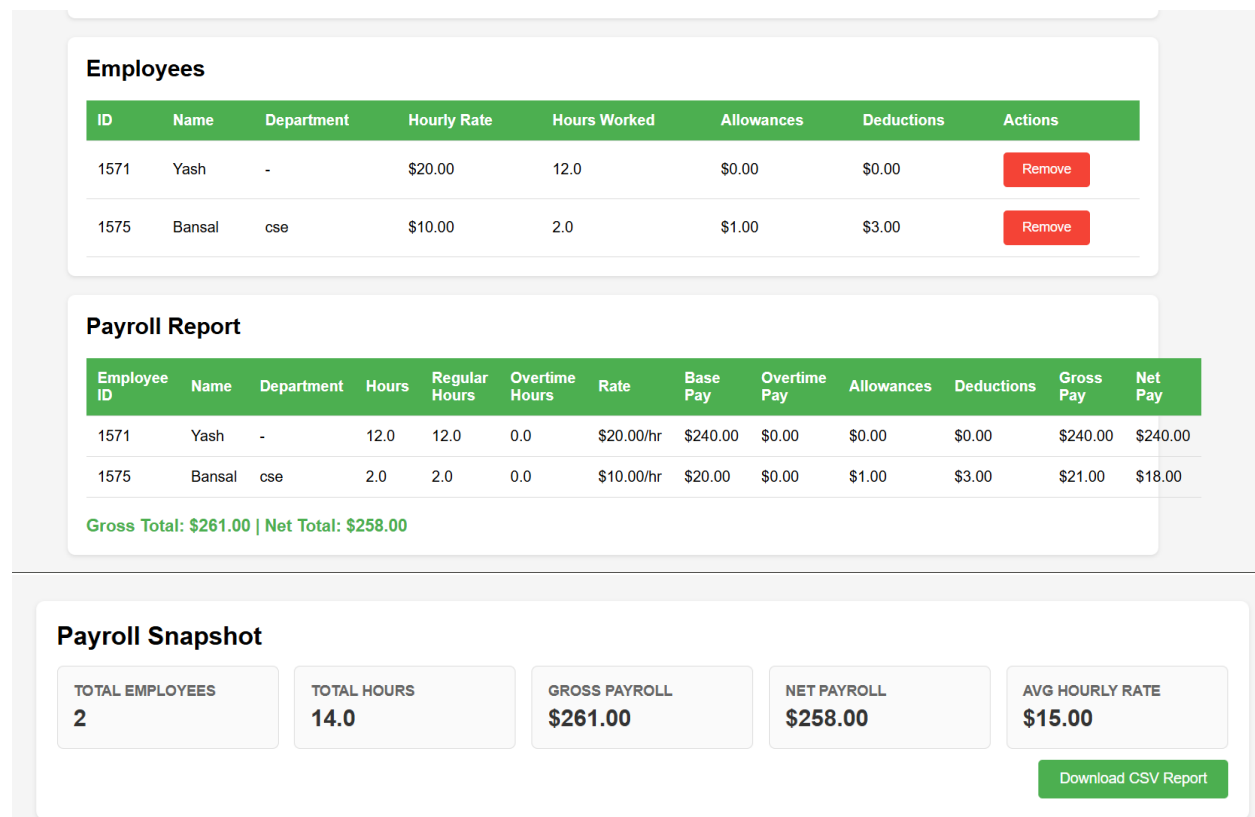 Employees
ID Name Department Hourly Rate Hours Worked Allowances Deductions Actions
1571 Yash - $20.00 12.0 $0.00 $0.00 Remove
1575 Bansal cse $10.00 2.0 $1.00 $3.00 Remove
Payroll Report
Employee ID Name Department Hours Regular Hours Overtime Hours Rate Base Pay Overtime Pay Allowances Deductions Gross Pay Net Pay
1571 Yash - 12.0 12.0 0.0 $20.00/hr $240.00 $0.00 $0.00 $0.00 $240.00 $240.00
1575 Bansal cse 2.0 2.0 0.0 $10.00/hr $20.00 $0.00 $1.00 $3.00 $21.00 $18.00
Gross Total: $261.00 | Net Total: $258.00
Payroll Snapshot
TOTAL EMPLOYEES TOTAL HOURS GROSS PAYROLL NET PAYROLL AVG HOURLY RATE
2 14.0 $261.00 $258.00 $15.00
Download CSV Report